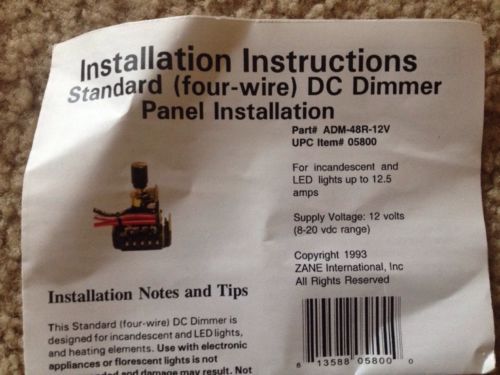 Installation Instructions
Standard (four-wire) DC Dimmer
Panel Installation
Part# ADM-48R-12V
UPC Item# 05800
For incandescent and
LED lights up to 12.5
amps
Supply Voltage: 12 volts
(8-20 vdc range)
Copyright 1993
ZANE International, Inc
All Rights Reserved
Installation Notes and Tips
This Standard (four-wire) DC Dimmer is
designed for incandescent and LED lights,
and heating elements. Use with electronic
appliances or florescent lights is not
and damage may result. Not
8 13588 05800 0